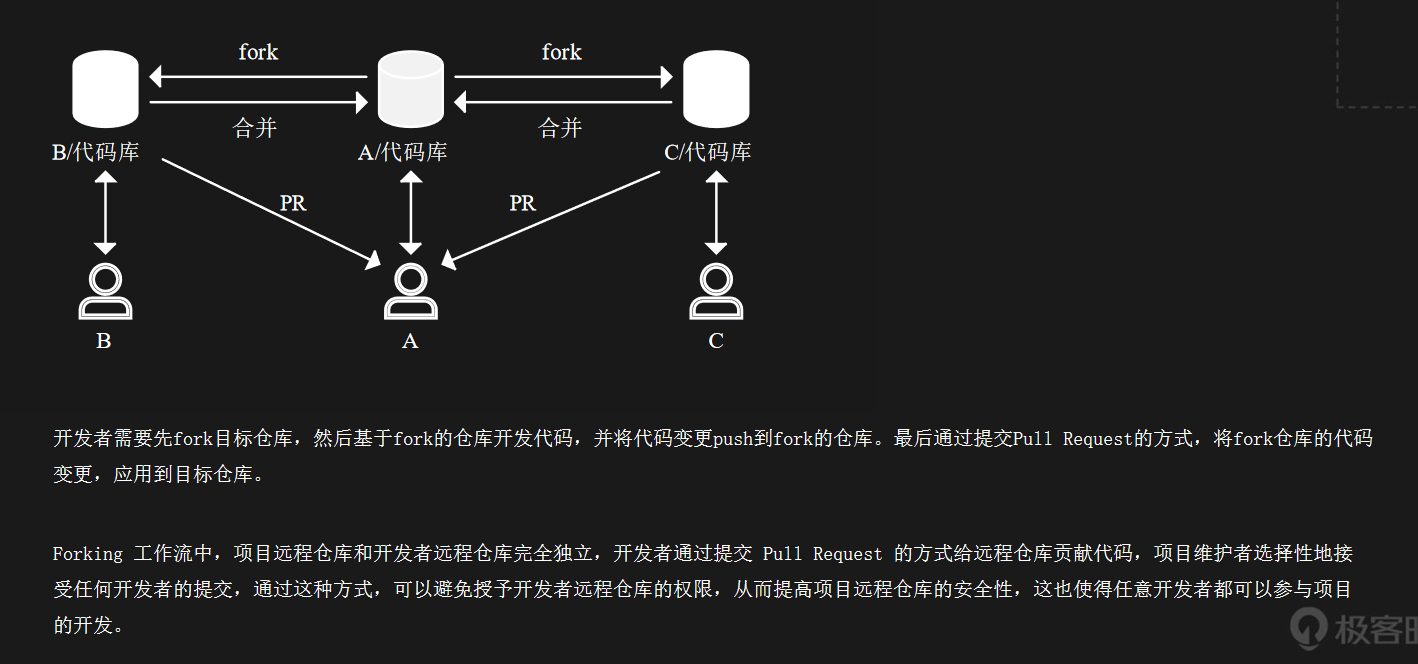 fork fork
合并 合并
B/代码库 A/代码库 C/代码库
PR PR
B A C
开发者需要先fork目标仓库，然后基于fork的仓库开发代码，并将代码变更push到fork的仓库。最后通过提交Pull Request的方式，将fork仓库的代码
变更，应用到目标仓库。
Forking 工作流中，项目远程仓库和开发者远程仓库完全独立，开发者通过提交 Pull Request 的方式给远程仓库贡献代码，项目维护者选择性地接
受任何开发者的提交，通过这种方式，可以避免授予开发者远程仓库的权限，从而提高项目远程仓库的安全性，这也使得任意开发者都可以参与项目
的开发。
极客